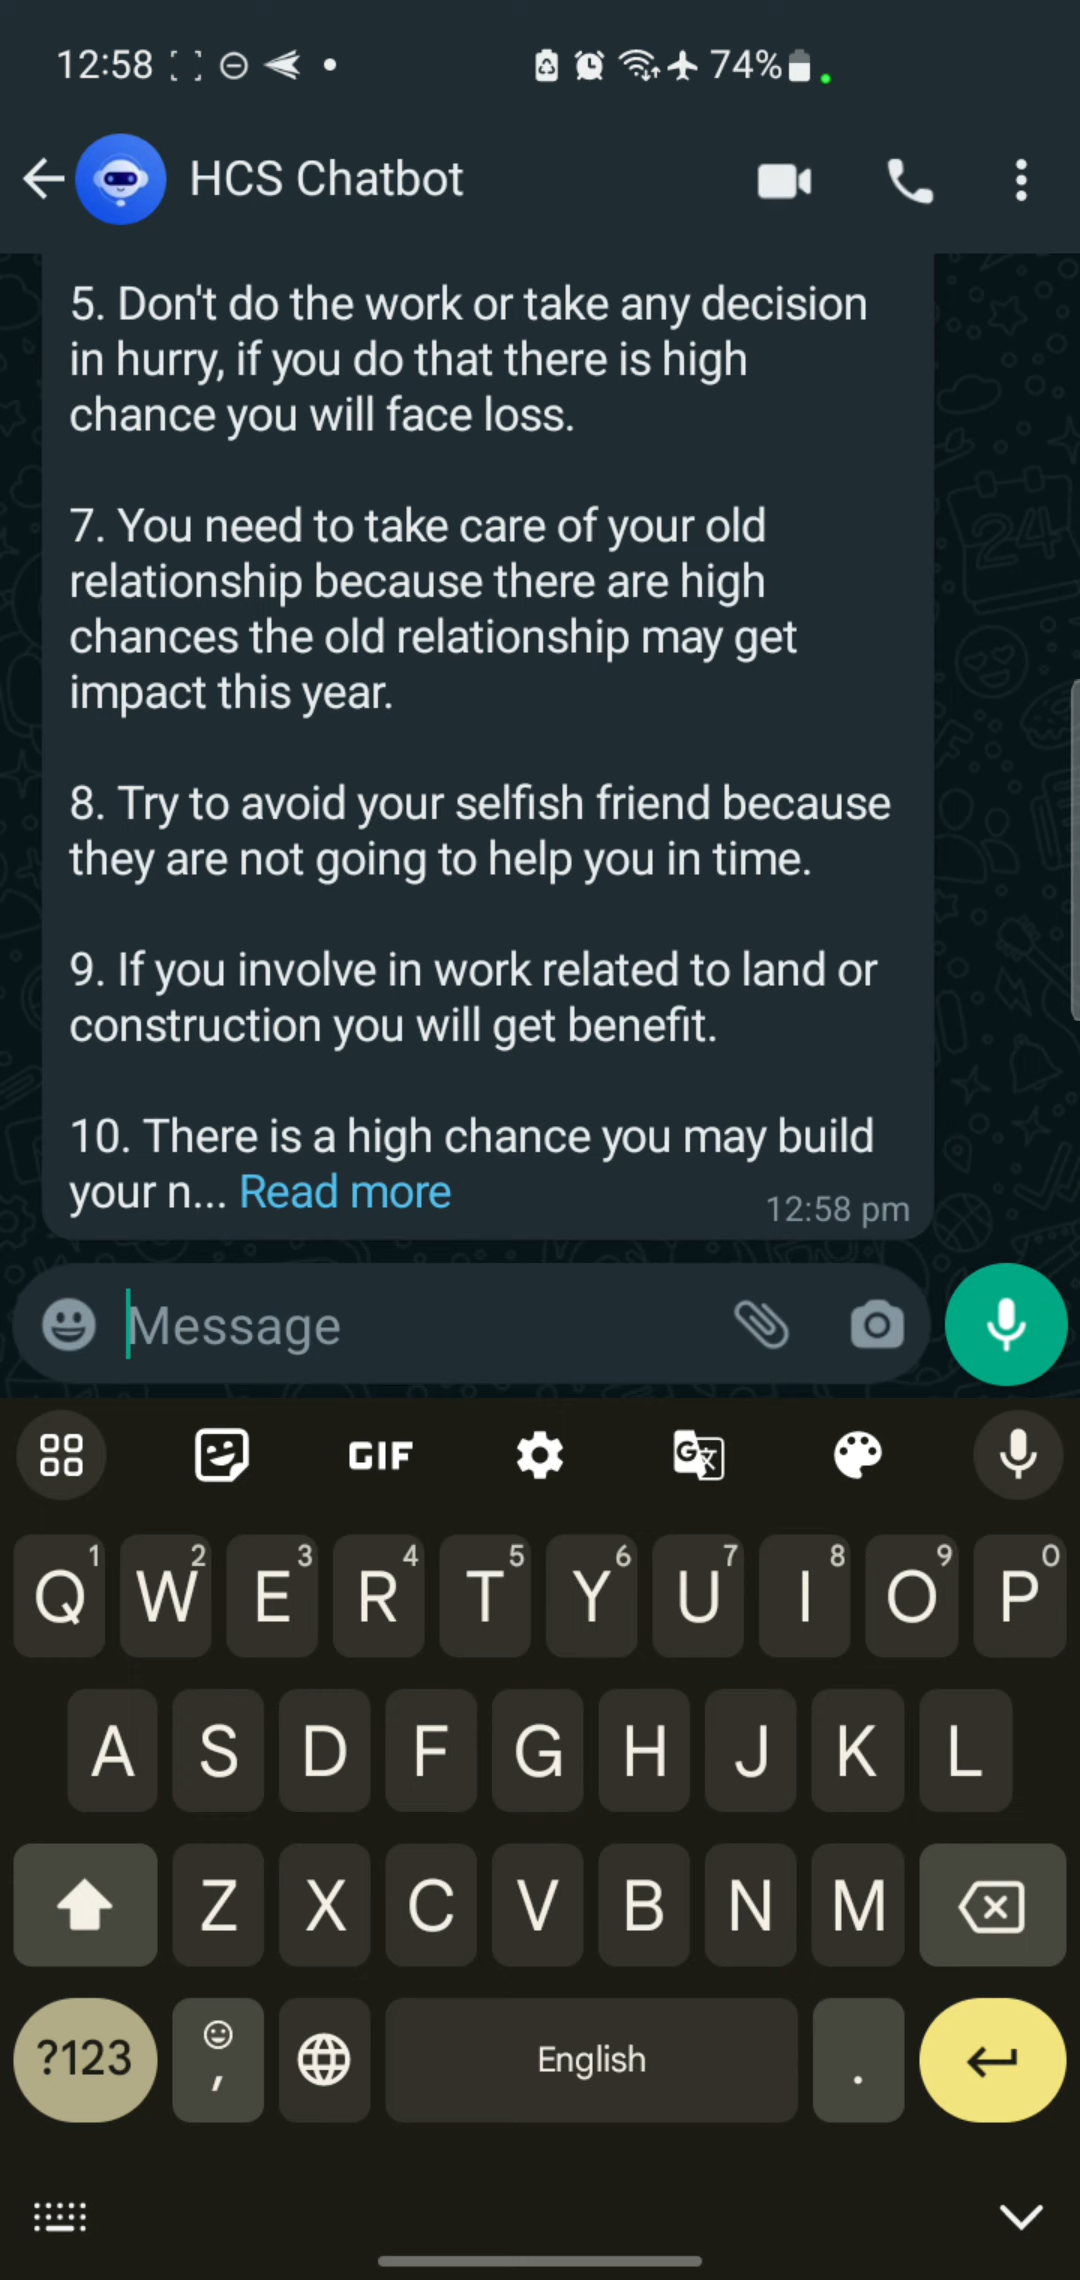 12:58
74%
HCS Chatbot
5. Don't do the work or take any decision
in hurry, if you do that there is high
chance you will face loss.
7. You need to take care of your old
relationship because there are high
chances the old relationship may get
impact this year.
8. Try to avoid your selfish friend because
they are not going to help you in time.
9. If you involve in work related to land or
construction you will get benefit.
10. There is a high chance you may build
your n... Read more
12:58 pm
Message
GIF
1 2 3 4 5 6 7 8 9 0
Q W E R T Y U I O P
A S D F G H J K L
Z X C V B N M
?123 , English .